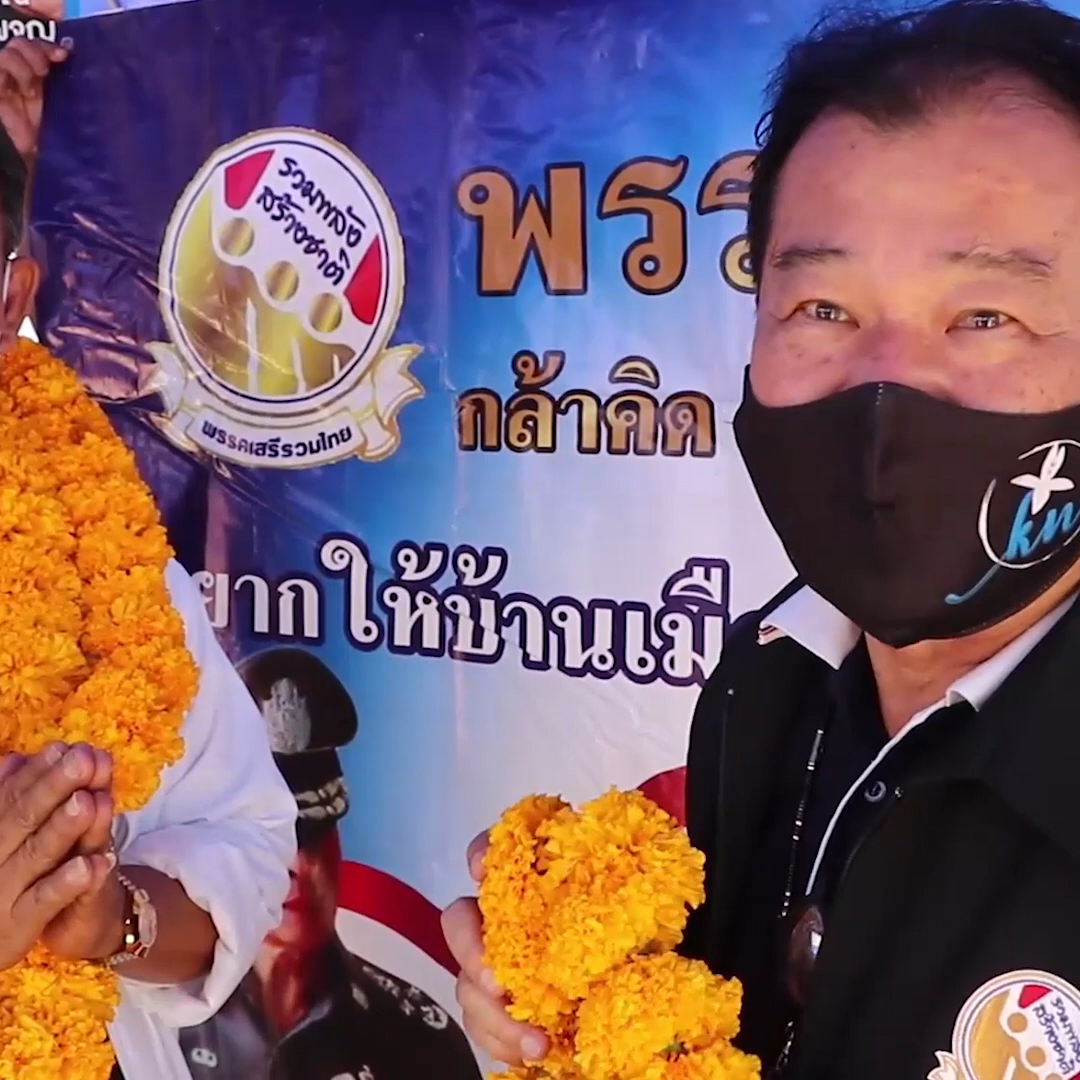 รวมพลัง
สร้างชาติ
พรรคเสรีรวมไทย
พรร
กล้าคิด
ยาก ให้บ้านเมื
kn